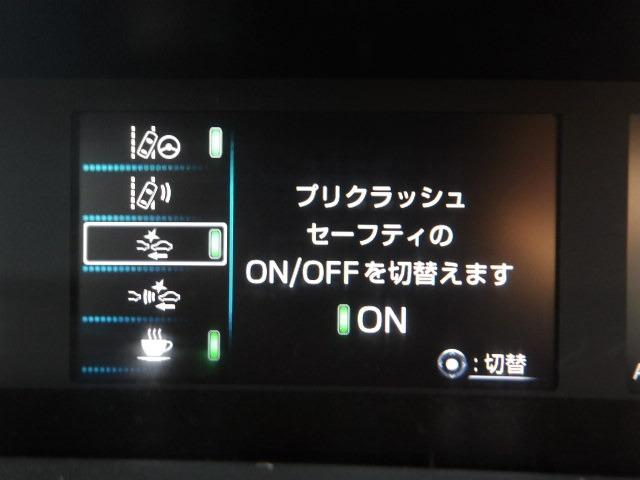 プリクラッシュ
セーフティの
ON/OFFを切替えます
ON
:切替
A